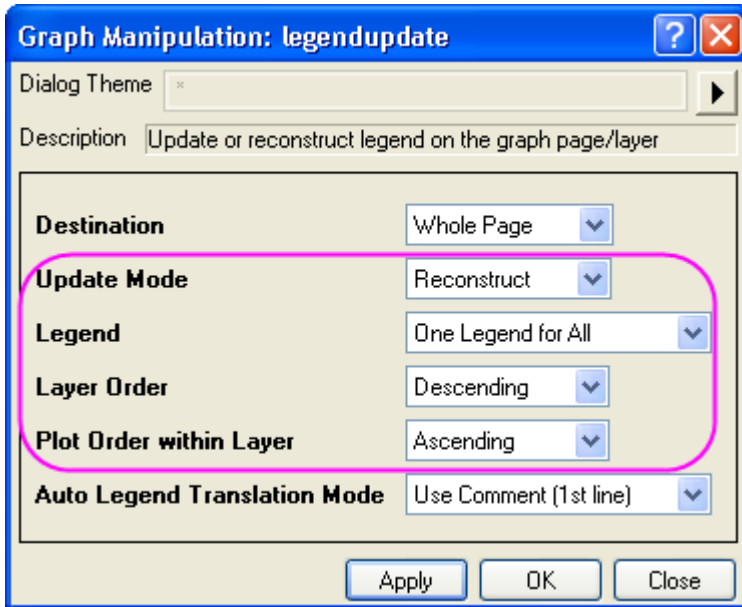 Graph Manipulation: legendupdate
Dialog Theme *
Description Update or reconstruct legend on the graph page/layer
Destination Whole Page
Update Mode Reconstruct
Legend One Legend for All
Layer Order Descending
Plot Order within Layer Ascending
Auto Legend Translation Mode Use Comment (1st line)
Apply OK Close